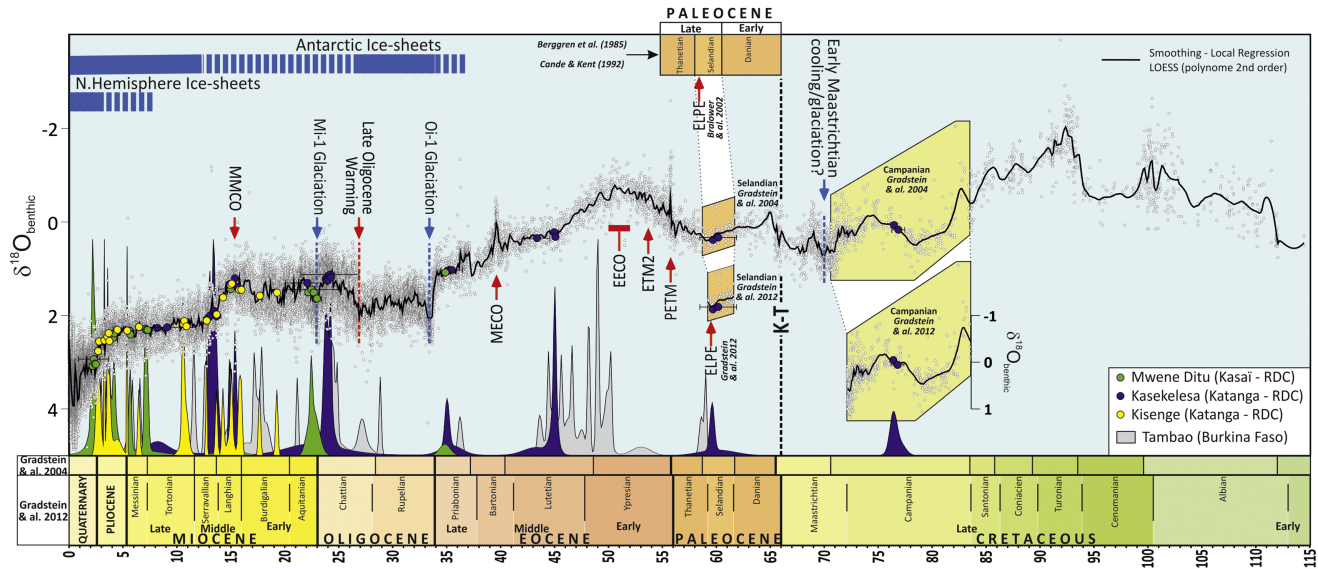 PALEOCENE
Late
Early
Berggren et al. (1985)
Cande & Kent (1992)
Thanetian
Selandian
Danian
Antarctic Ice-sheets
N.Hemisphere Ice-sheets
Smoothing - Local Regression
LOESS (polynome 2nd order)
ELPE
Bralower
& al. 2002
Early Maastrichtian
cooling/glaciation?
MMCO
Mi-1 Glaciation
Late Oligocene
Warming
Oi-1 Glaciation
MECO
EECO
ETM2
PETM
Selandian
Gradstein
& al. 2004
Selandian
Gradstein
& al. 2012
ELPE
Gradstein
& al. 2012
K-T
Campanian
Gradstein
& al. 2004
Campanian
Gradstein
& al. 2012
δ18Obenthic
-2
0
2
4
-1
0
1
δ18Obenthic
Mwene Ditu (Kasaï - RDC)
Kasekelesa (Katanga - RDC)
Kisenge (Katanga - RDC)
Tambao (Burkina Faso)
Gradstein
& al. 2004
Gradstein
& al. 2012
QUATERNARY
PLIOCENE
Messinian
Tortonian
Serravalian
Langhian
Burdigalian
Aquitanian
Chattian
Rupelian
Priabonian
Bartonian
Lutetian
Ypresian
Thanetian
Selandian
Danian
Maastrichtian
Campanian
Santonian
Coniacien
Turonian
Cenomanian
Albian
Late
Middle
Early
Late
Middle
Early
Late
Early
MIOCENE
OLIGOCENE
EOCENE
PALEOCENE
CRETACEOUS
0 5 10 15 20 25 30 35 40 45 50 55 60 65 70 75 80 85 90 95 100 105 110 115